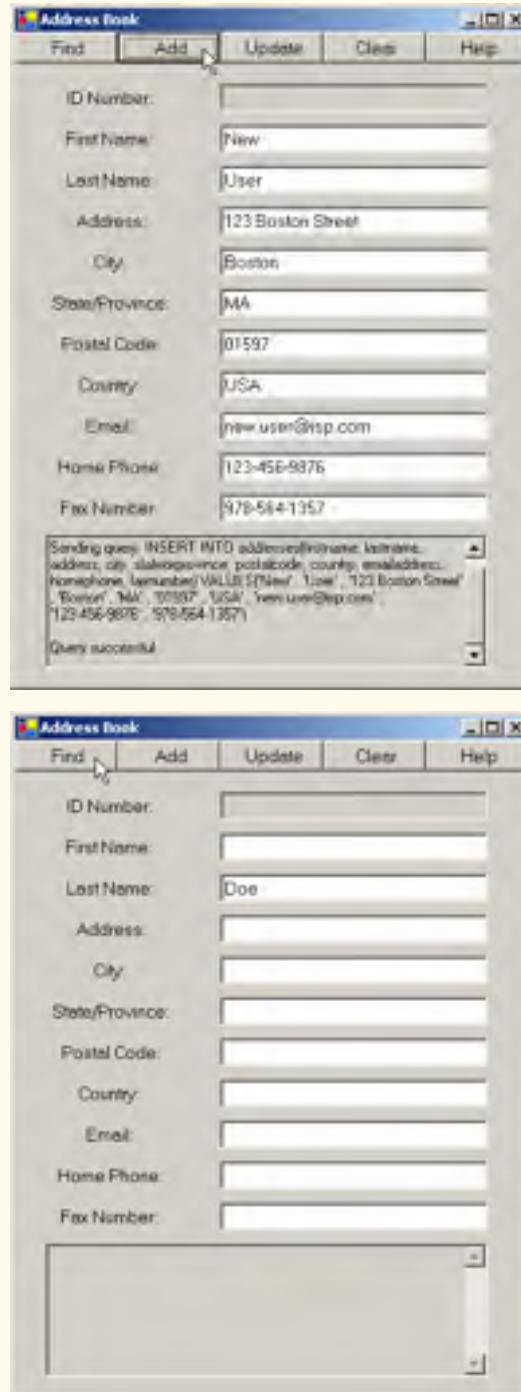 Address Book
Find Add Update Clear Help
ID Number:
First Name: New
Last Name: User
Address: 123 Boston Street
City: Boston
State/Province: MA
Postal Code: 01597
Country: USA
Email: new.user@isp.com
Home Phone: 123-456-9876
Fax Number: 978-564-1357
Sending query: INSERT INTO addresses(firstname, lastname,
address, city, stateorprovince, postalcode, country, emailaddress,
homephone, faxnumber) VALUES('New' , 'User' , '123 Boston Street'
, 'Boston' , 'MA' , '01597' , 'USA' , 'new.user@isp.com' ,
'123-456-9876' , '978-564-1357')
Query successful
Address Book
Find Add Update Clear Help
ID Number:
First Name:
Last Name: Doe
Address:
City:
State/Province:
Postal Code:
Country:
Email:
Home Phone:
Fax Number: